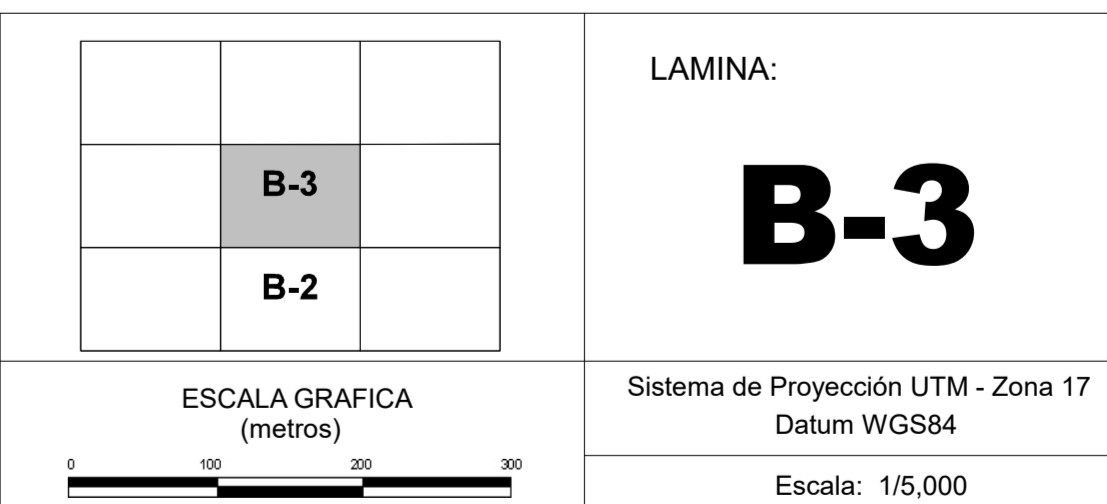 B-3
B-2
LAMINA:
B-3
ESCALA GRAFICA
(metros)
0 100 200 300
Sistema de Proyección UTM - Zona 17
Datum WGS84
Escala: 1/5,000